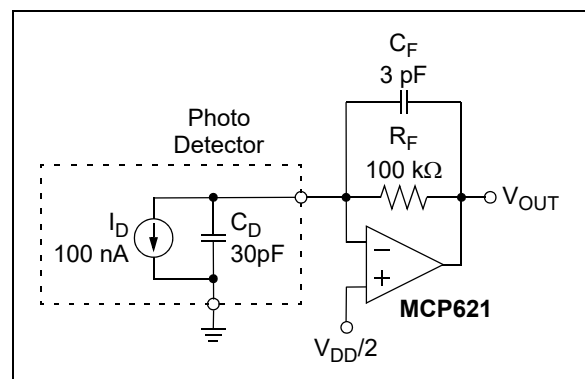 C_F
3 pF
Photo
Detector
R_F
100 kΩ
I_D
100 nA
C_D
30pF
V_OUT
−
+
MCP621
V_DD/2